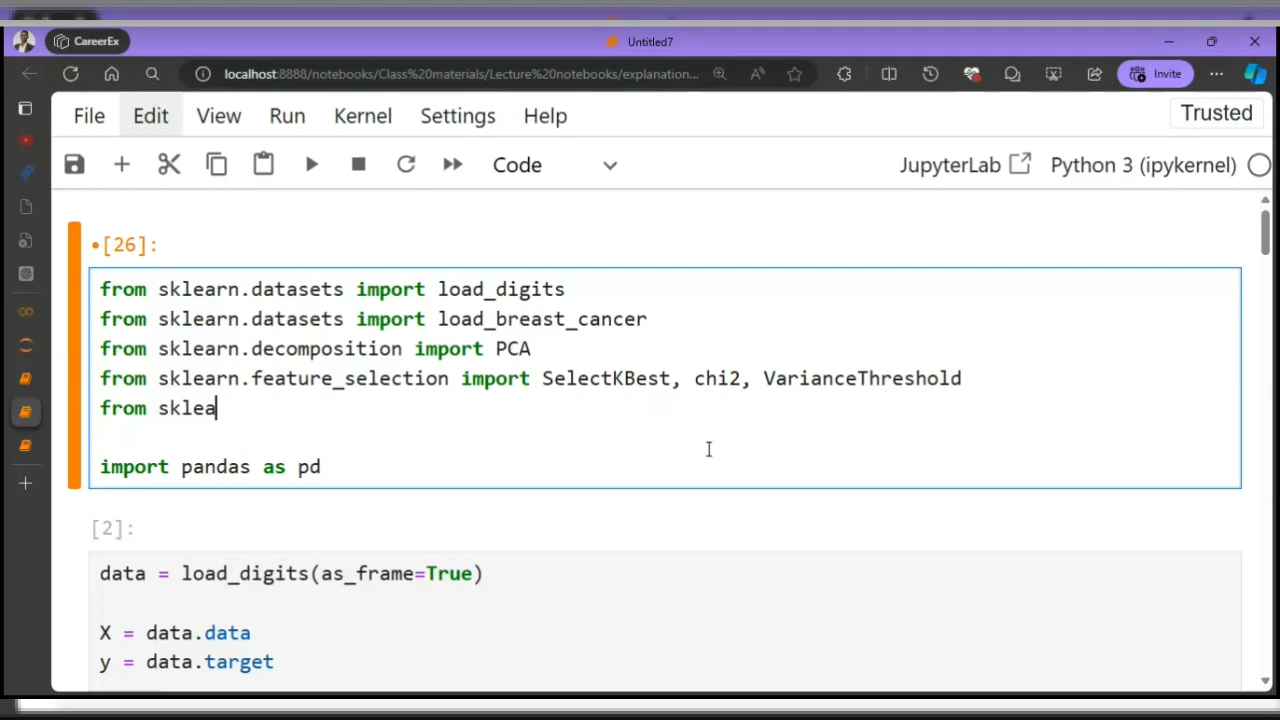 CareerEx
Untitled7
localhost:8888/notebooks/Class%20materials/Lecture%20notebooks/explanation...
Invite
File Edit View Run Kernel Settings Help
Trusted
Code
JupyterLab
Python 3 (ipykernel)
•[26]:
from sklearn.datasets import load_digits
from sklearn.datasets import load_breast_cancer
from sklearn.decomposition import PCA
from sklearn.feature_selection import SelectKBest, chi2, VarianceThreshold
from sklea
import pandas as pd
[2]:
data = load_digits(as_frame=True)
X = data.data
y = data.target